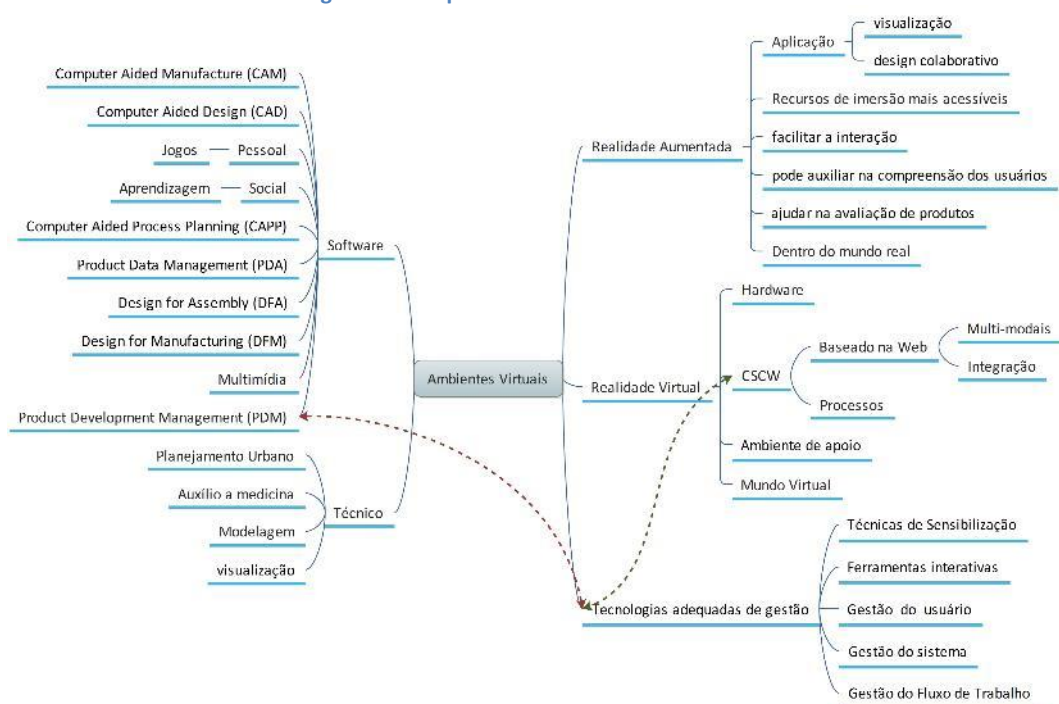 Computer Aided Manufacture (CAM)
Computer Aided Design (CAD)
Jogos
Pessoal
Aprendizagem
Social
Computer Aided Process Planning (CAPP)
Product Data Management (PDA)
Design for Assembly (DFA)
Design for Manufacturing (DFM)
Multimídia
Product Development Management (PDM)
Software
Planejamento Urbano
Auxílio a medicina
Modelagem
visualização
Técnico
Ambientes Virtuais
Realidade Aumentada
Aplicação
visualização
design colaborativo
Recursos de imersão mais acessíveis
facilitar a interação
pode auxiliar na compreensão dos usuários
ajudar na avaliação de produtos
Dentro do mundo real
Realidade Virtual
Hardware
CSCW
Baseado na Web
Multi-modais
Integração
Processos
Ambiente de apoio
Mundo Virtual
Tecnologias adequadas de gestão
Técnicas de Sensibilização
Ferramentas interativas
Gestão do usuário
Gestão do sistema
Gestão do Fluxo de Trabalho